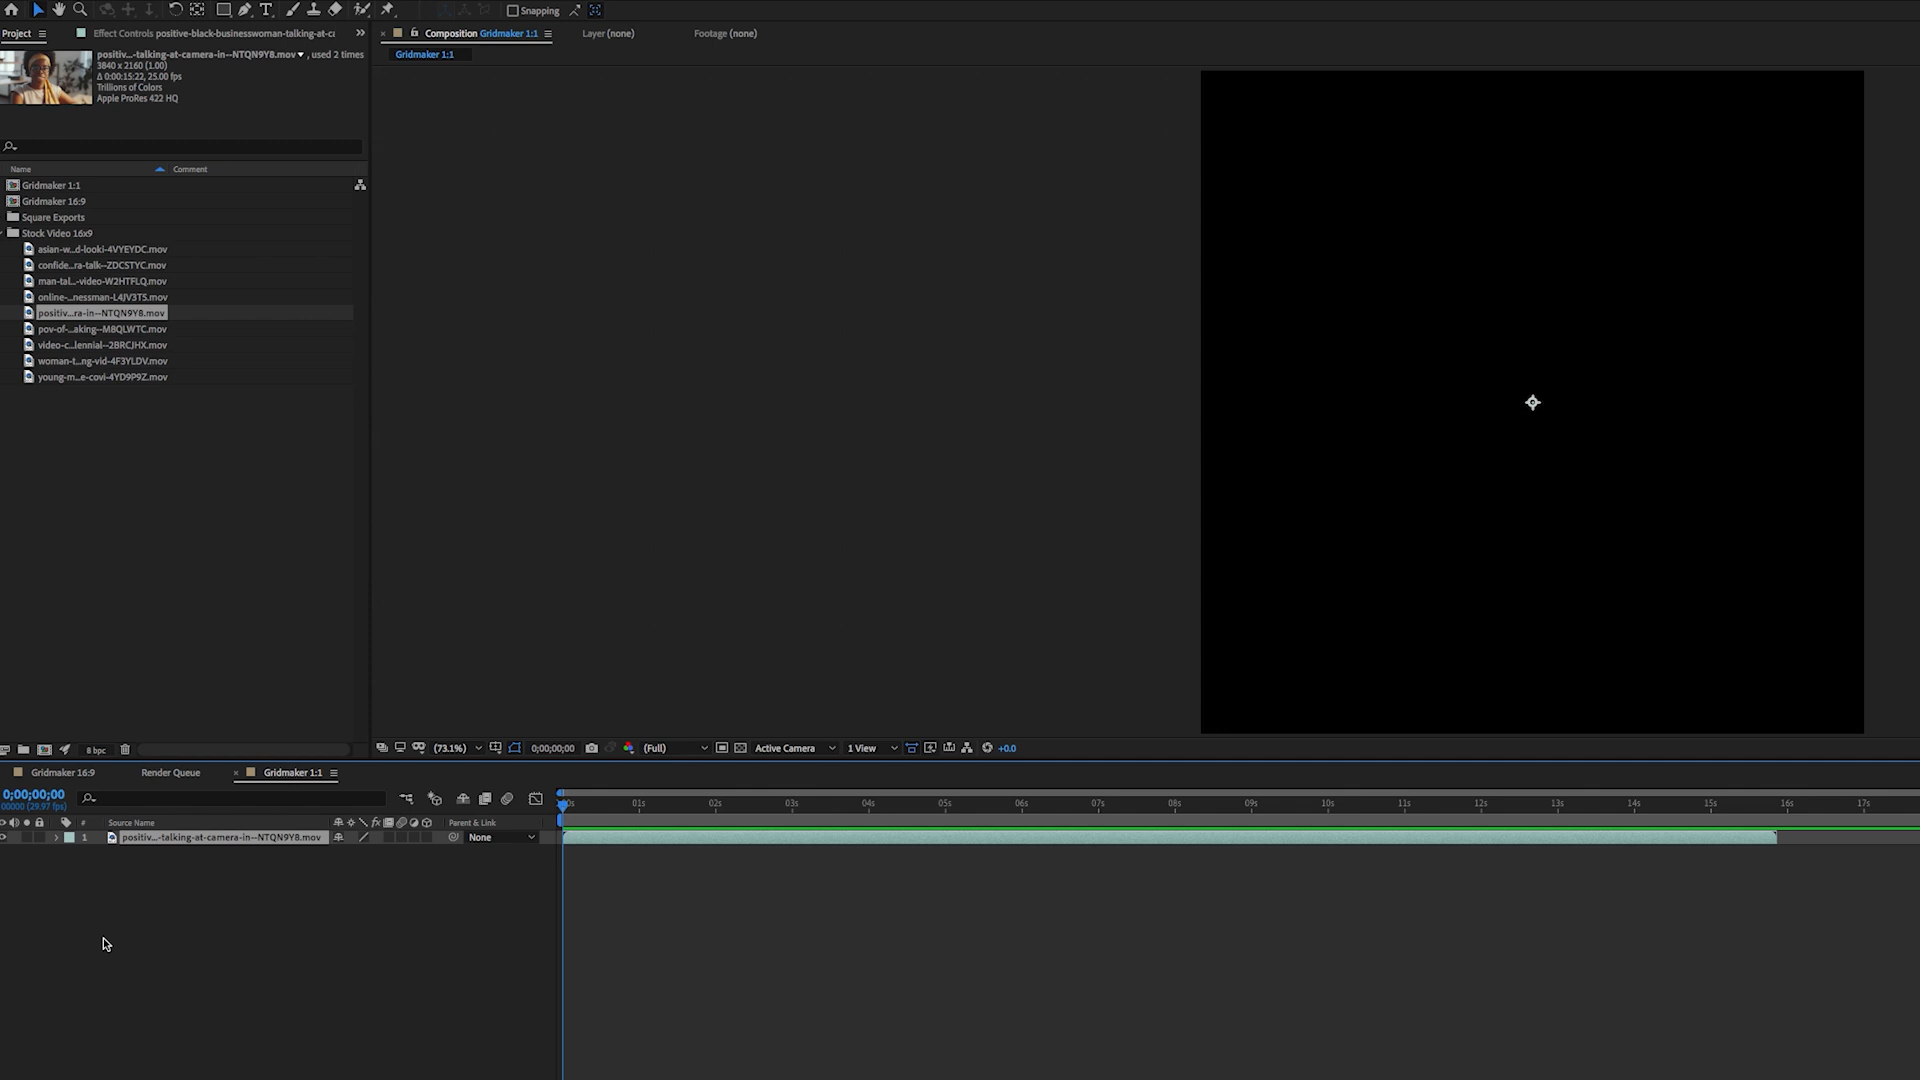 Snapping
Project
Effect Controls positive-black-businesswoman-talking-at-c
Composition Gridmaker 1:1
Layer (none)
Footage (none)
positiv...-talking-at-camera-in--NTQN9Y8.mov , used 2 times
3840 x 2160 (1.00)
Δ 0:00:15:22, 25.00 fps
Trillions of Colors
Apple ProRes 422 HQ
Gridmaker 1:1
Name
Comment
Gridmaker 1:1
Gridmaker 16:9
Square Exports
Stock Video 16x9
asian-w...d-looki-4VYEYDC.mov
confide...ra-talk--ZDCSTYC.mov
man-tal...-video-W2HTFLQ.mov
online-...nessman-L4JV3T5.mov
positiv...ra-in--NTQN9Y8.mov
pov-of-...aking--M8QLWTC.mov
video-c...lennial--2BRCJHX.mov
woman-t...ng-vid-4F3YLDV.mov
young-m...e-covi-4YD9P9Z.mov
8 bpc
(73.1%)
0;00;00;00
(Full)
Active Camera
1 View
+0.0
Gridmaker 16:9
Render Queue
Gridmaker 1:1
0;00;00;00
00000 (29.97 fps)
00s 01s 02s 03s 04s 05s 06s 07s 08s 09s 10s 11s 12s 13s 14s 15s 16s 17s
# Source Name
fx
Parent & Link
1 positiv...-talking-at-camera-in--NTQN9Y8.mov
None